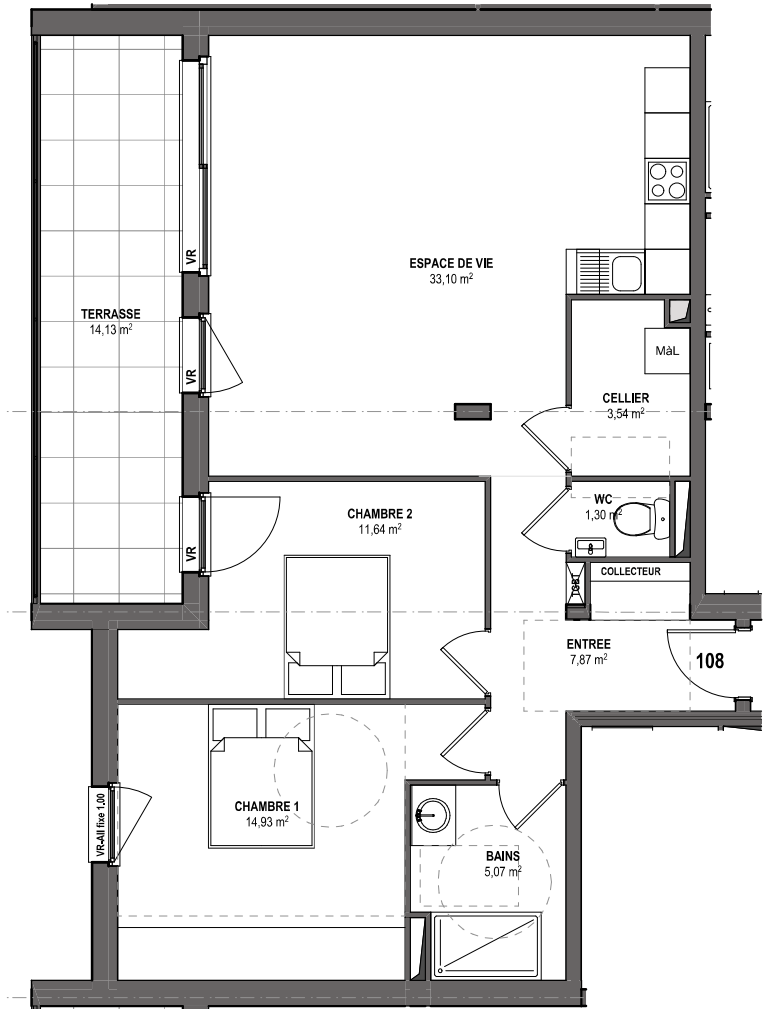 VR
ESPACE DE VIE
33,10 m²
TERRASSE
14,13 m²
VR
MàL
CELLIER
3,54 m²
WC
1,30 m²
CHAMBRE 2
11,64 m²
VR
COLLECTEUR
ENTREE
7,87 m²
108
CHAMBRE 1
14,93 m²
VR-All fixe 1,00
BAINS
5,07 m²